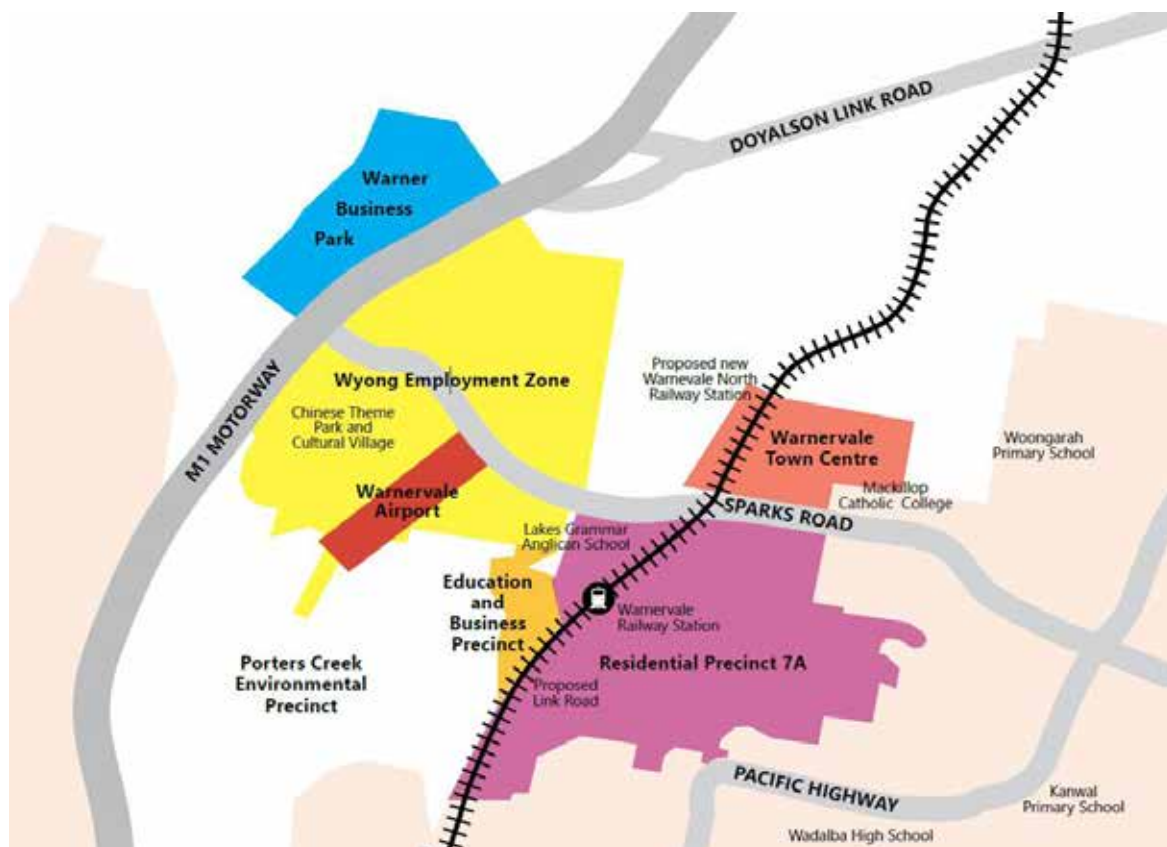 DOYALSON LINK ROAD
Warner
Business
Park
M1 MOTORWAY
Wyong Employment Zone
Chinese Theme
Park and
Cultural Village
Warnervale
Airport
Proposed new
Warnevale North
Railway Station
Warnervale
Town Centre
Woongarah
Primary School
Mackillop
Catholic College
SPARKS ROAD
Lakes Grammar
Anglican School
Education
and
Business
Precinct
Warnervale
Railway Station
Residential Precinct 7A
Porters Creek
Environmental
Precinct
Proposed
Link Road
PACIFIC HIGHWAY
Kanwal
Primary School
Wadalba High School